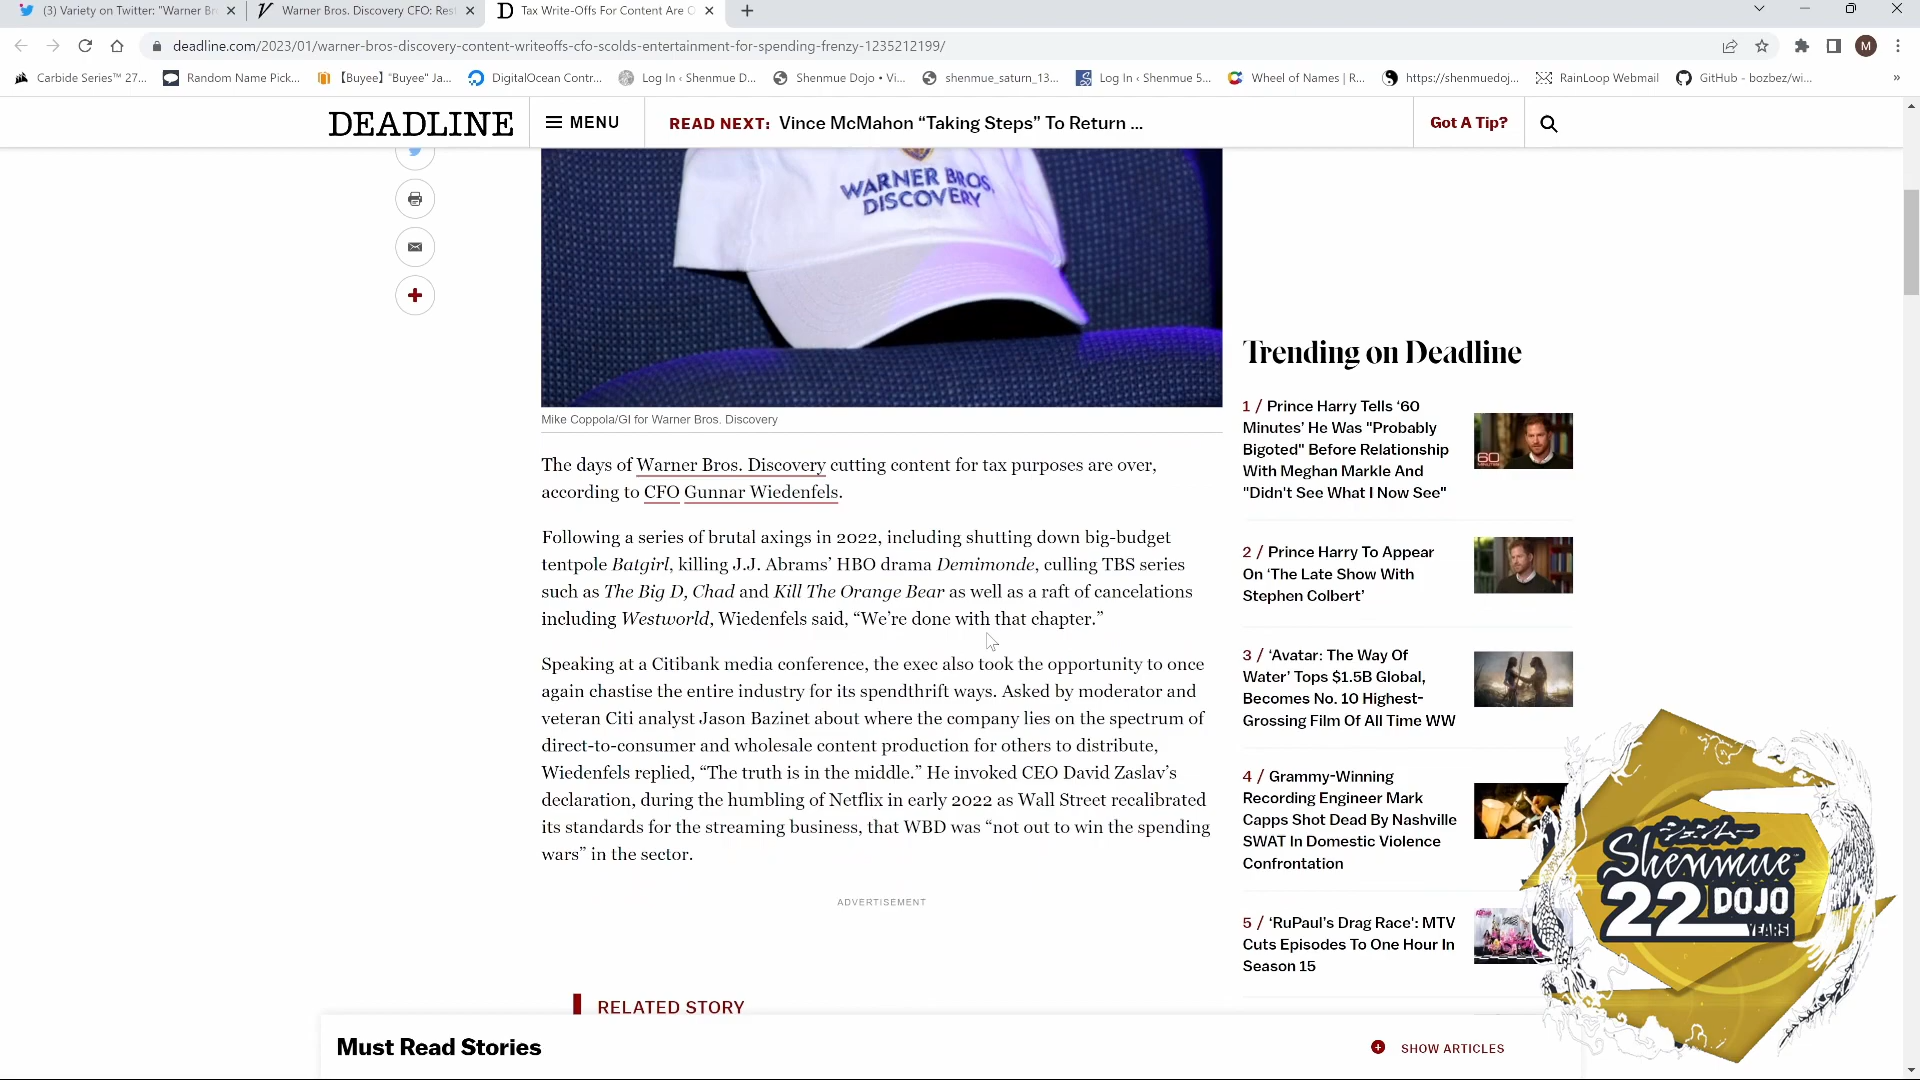 (3) Variety on Twitter: "Warner Br
Warner Bros. Discovery CFO: Rest
Tax Write-Offs For Content Are O
deadline.com/2023/01/warner-bros-discovery-content-writeoffs-cfo-scolds-entertainment-for-spending-frenzy-1235212199/
M
Carbide Series™ 27...
Random Name Pick...
【Buyee】 "Buyee" Ja...
DigitalOcean Contr...
Log In ‹ Shenmue D...
Shenmue Dojo • Vi...
shenmue_saturn_13...
Log In ‹ Shenmue 5...
Wheel of Names | R...
https://shenmuedoj...
RainLoop Webmail
GitHub - bozbez/wi...
»
DEADLINE
MENU
READ NEXT: Vince McMahon “Taking Steps” To Return ...
Got A Tip?
WARNER BROS.
DISCOVERY
Mike Coppola/GI for Warner Bros. Discovery
The days of Warner Bros. Discovery cutting content for tax purposes are over,
according to CFO Gunnar Wiedenfels.
Following a series of brutal axings in 2022, including shutting down big-budget
tentpole Batgirl, killing J.J. Abrams’ HBO drama Demimonde, culling TBS series
such as The Big D, Chad and Kill The Orange Bear as well as a raft of cancelations
including Westworld, Wiedenfels said, “We’re done with that chapter.”
Speaking at a Citibank media conference, the exec also took the opportunity to once
again chastise the entire industry for its spendthrift ways. Asked by moderator and
veteran Citi analyst Jason Bazinet about where the company lies on the spectrum of
direct-to-consumer and wholesale content production for others to distribute,
Wiedenfels replied, “The truth is in the middle.” He invoked CEO David Zaslav’s
declaration, during the humbling of Netflix in early 2022 as Wall Street recalibrated
its standards for the streaming business, that WBD was “not out to win the spending
wars” in the sector.
ADVERTISEMENT
RELATED STORY
Trending on Deadline
1 / Prince Harry Tells ‘60
Minutes’ He Was "Probably
Bigoted" Before Relationship
With Meghan Markle And
"Didn't See What I Now See"
60
MINUTES
2 / Prince Harry To Appear
On ‘The Late Show With
Stephen Colbert’
3 / ‘Avatar: The Way Of
Water’ Tops $1.5B Global,
Becomes No. 10 Highest-
Grossing Film Of All Time WW
4 / Grammy-Winning
Recording Engineer Mark
Capps Shot Dead By Nashville
SWAT In Domestic Violence
Confrontation
5 / ‘RuPaul’s Drag Race’: MTV
Cuts Episodes To One Hour In
Season 15
シェンムー
Shenmue
22 DOJO
YEARS!
Must Read Stories
SHOW ARTICLES